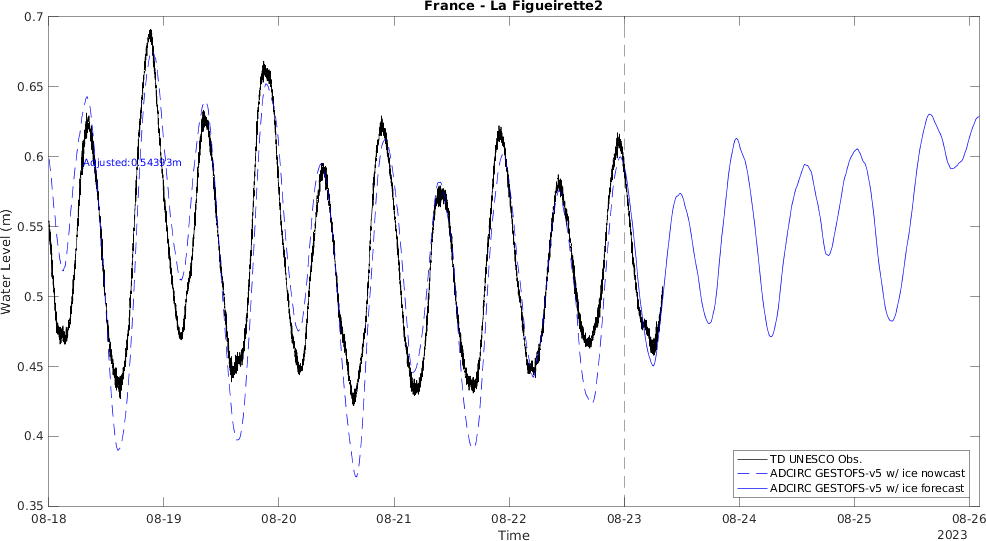 France - La Figueirette2
0.7
0.65
0.6
0.55
0.5
0.45
0.4
0.35
Water Level (m)
Adjusted:0.54393m
TD UNESCO Obs.
ADCIRC GESTOFS-v5 w/ ice nowcast
ADCIRC GESTOFS-v5 w/ ice forecast
08-18 08-19 08-20 08-21 08-22 08-23 08-24 08-25 08-26
Time
2023